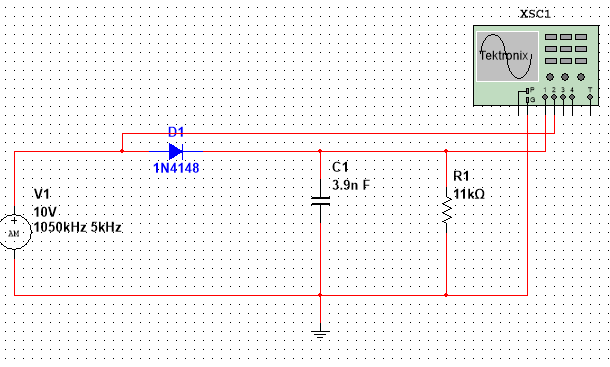 XSC1
Tektronix
P
G
1 2 3 4 T
D1
1N4148
V1
10V
1050kHz 5kHz
AM
C1
3.9n F
R1
11kΩ